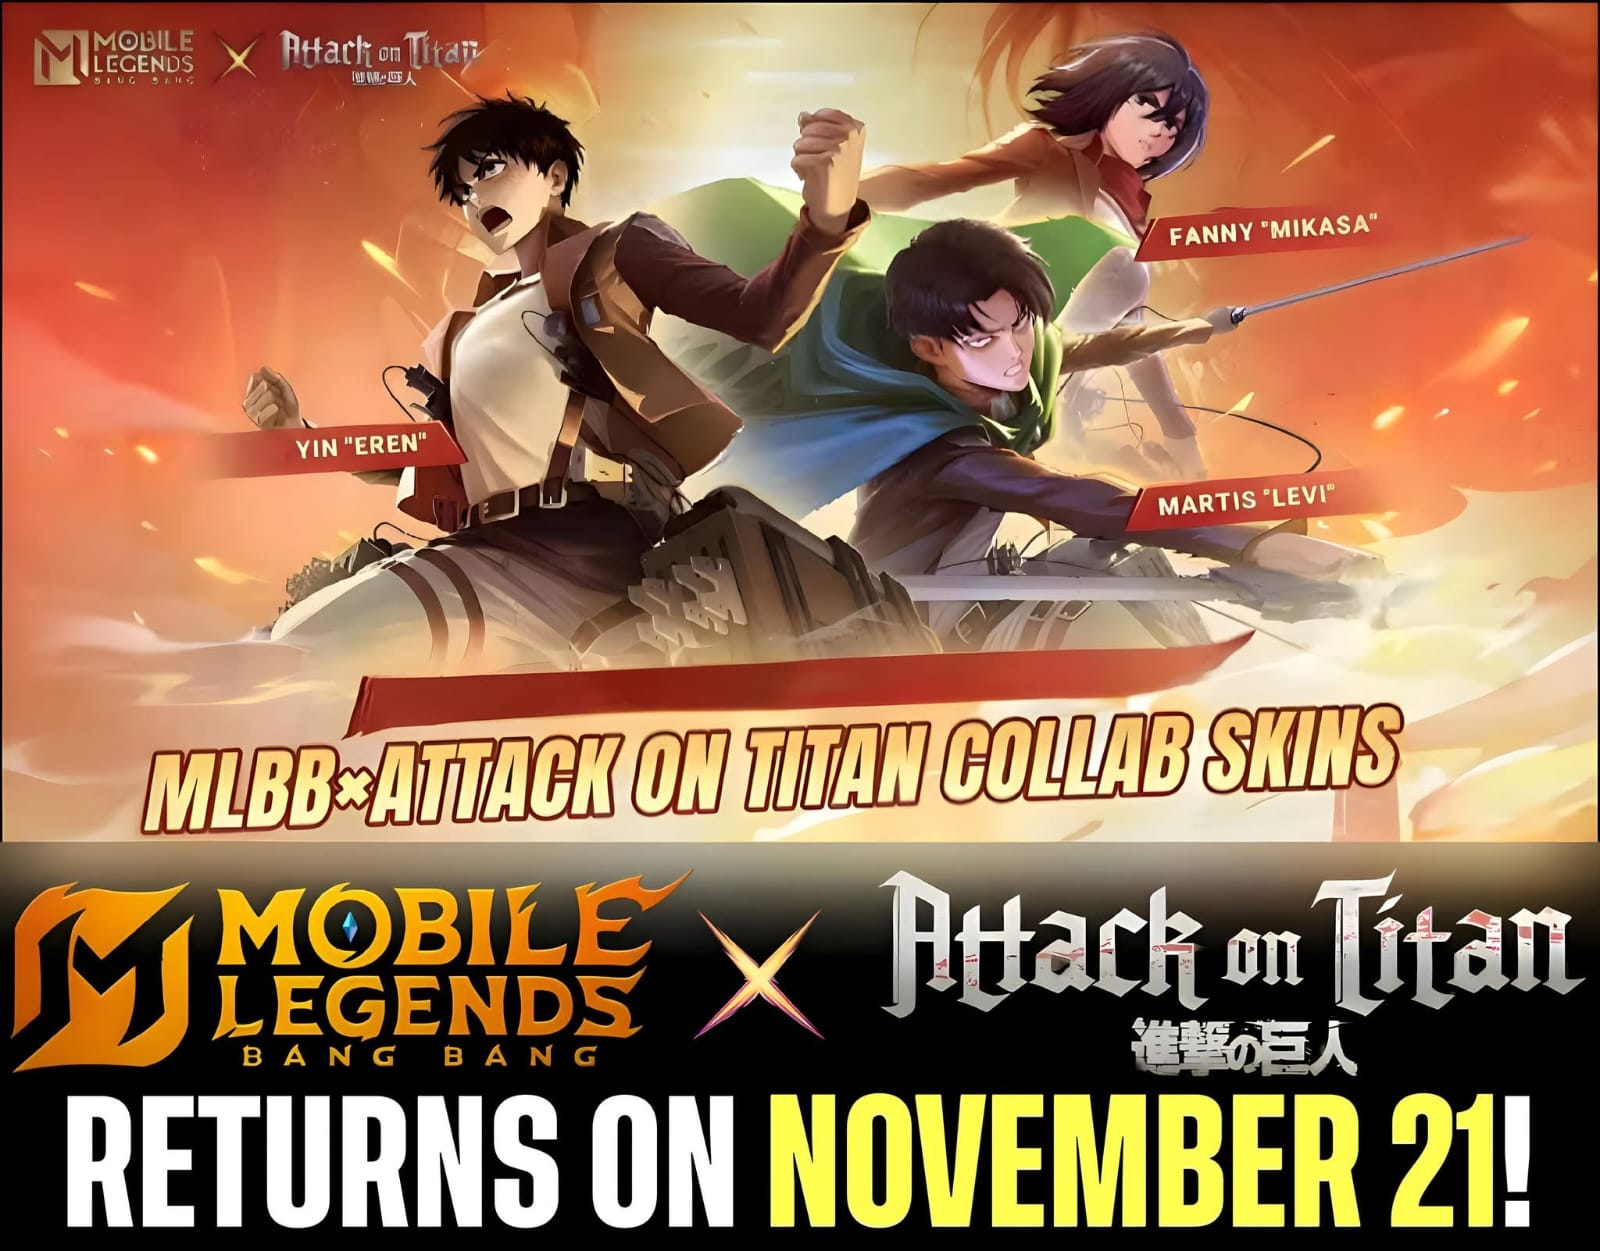 MOBILE LEGENDS BANG BANG × Attack on Titan
進撃の巨人
FANNY "MIKASA"
YIN "EREN"
MARTIS "LEVI"
MLBB×ATTACK ON TITAN COLLAB SKINS
MOBILE
LEGENDS
BANG BANG
×
Attack on Titan
進撃の巨人
RETURNS ON NOVEMBER 21!